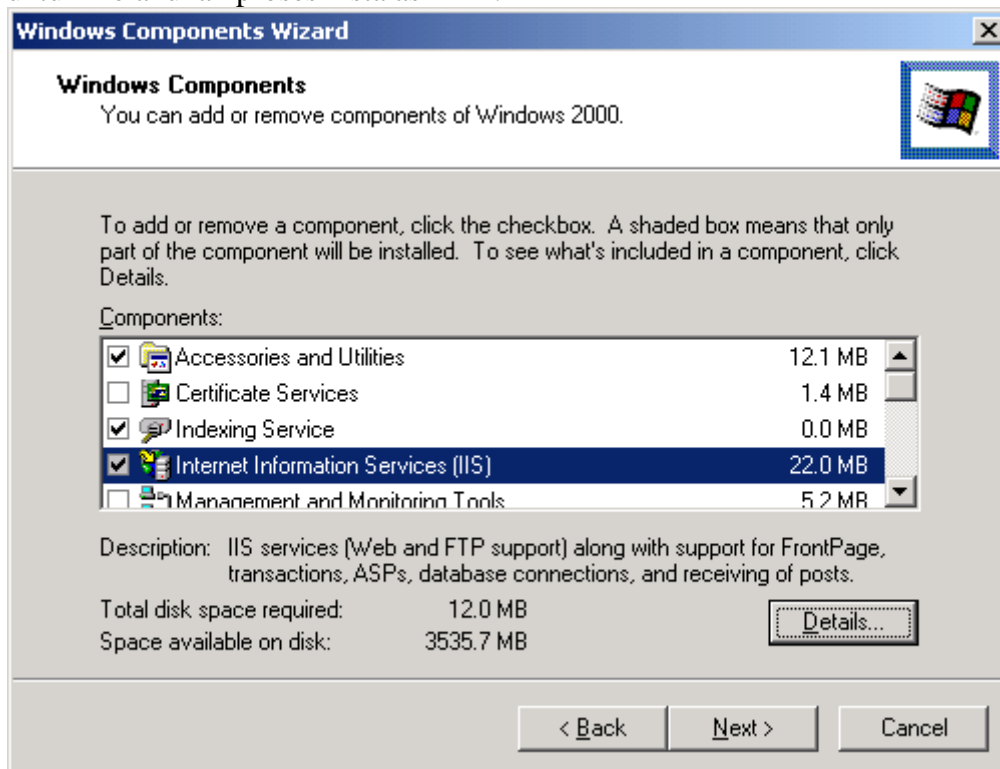 Windows Components Wizard
Windows Components
You can add or remove components of Windows 2000.
To add or remove a component, click the checkbox. A shaded box means that only
part of the component will be installed. To see what's included in a component, click
Details.
Components:
Accessories and Utilities 12.1 MB
Certificate Services 1.4 MB
Indexing Service 0.0 MB
Internet Information Services (IIS) 22.0 MB
Management and Monitoring Tools 5.2 MB
Description: IIS services (Web and FTP support) along with support for FrontPage,
transactions, ASPs, database connections, and receiving of posts.
Total disk space required: 12.0 MB
Space available on disk: 3535.7 MB
Details...
< Back Next > Cancel